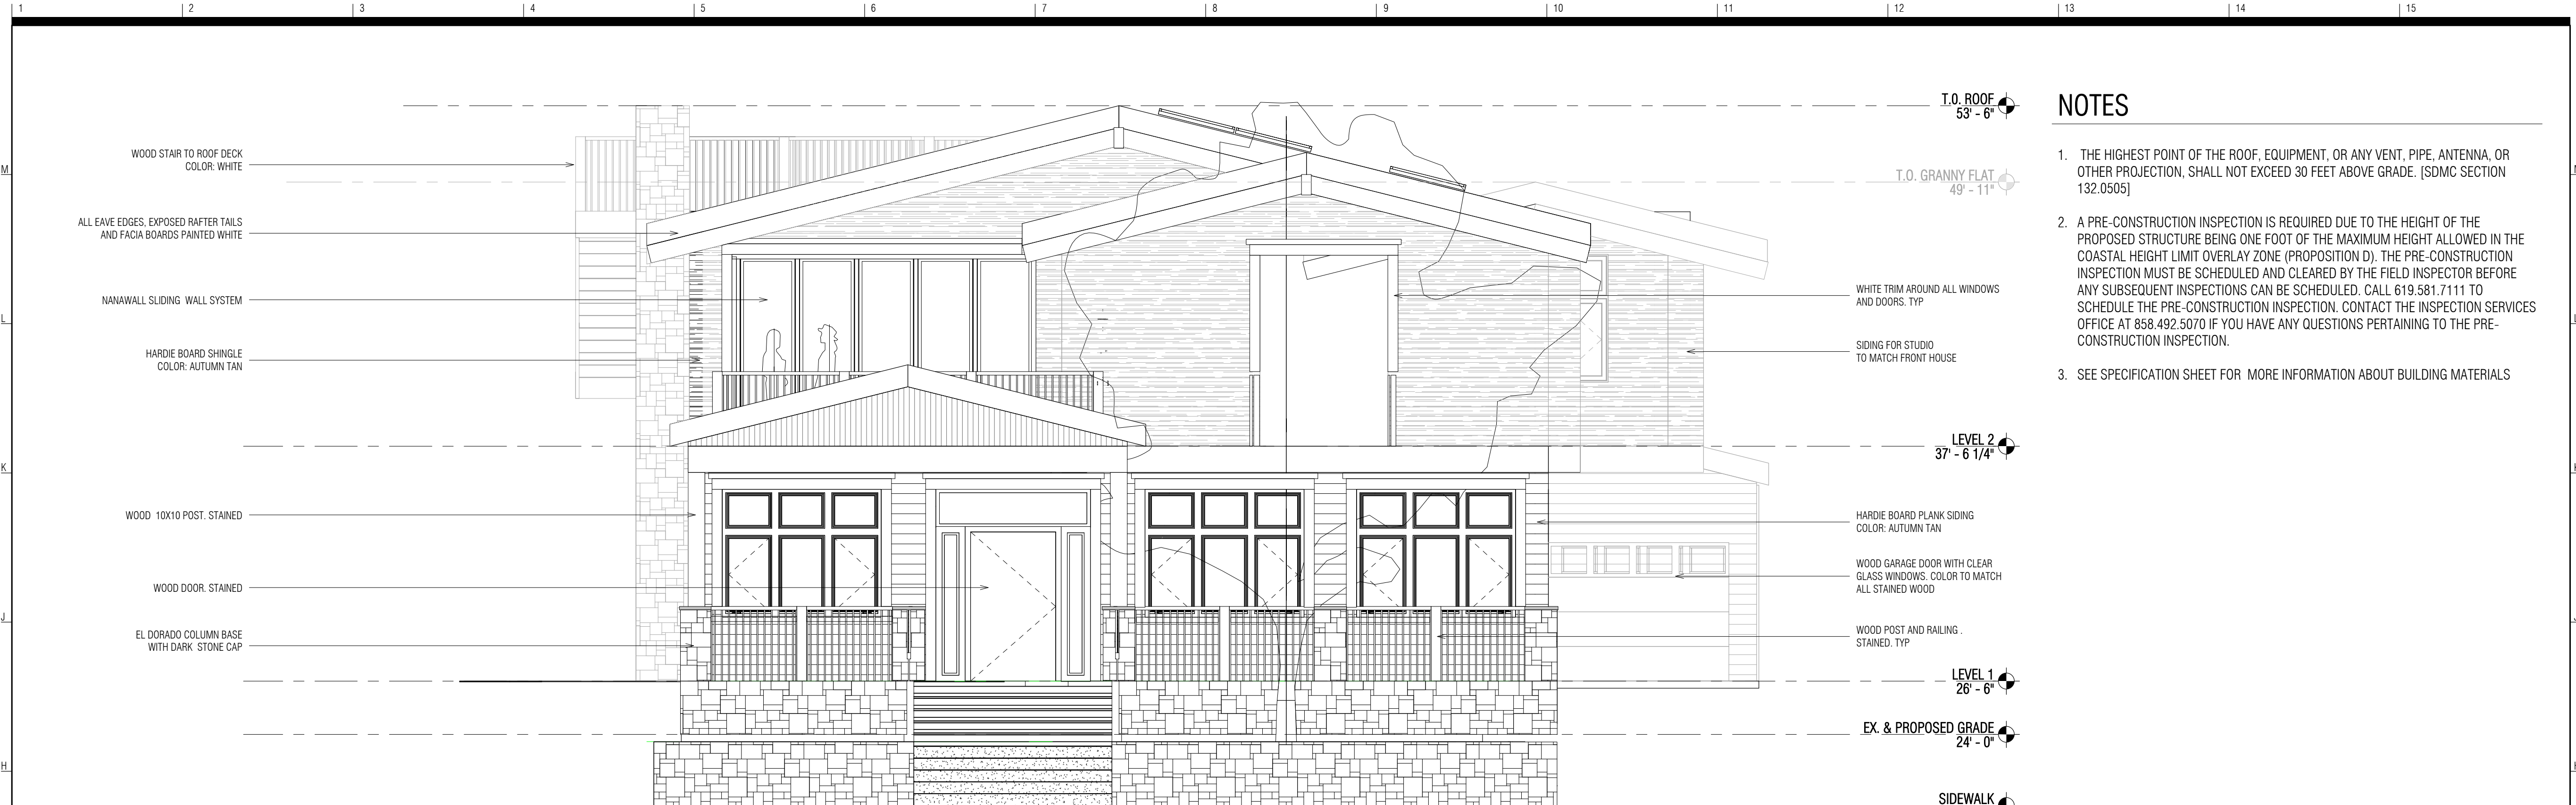 1 2 3 4 5 6 7 8 9 10 11 12 13 14 15
M
L
K
J
H
WOOD STAIR TO ROOF DECK
COLOR: WHITE
ALL EAVE EDGES, EXPOSED RAFTER TAILS
AND FACIA BOARDS PAINTED WHITE
NANAWALL SLIDING WALL SYSTEM
HARDIE BOARD SHINGLE
COLOR: AUTUMN TAN
WOOD 10X10 POST. STAINED
WOOD DOOR. STAINED
EL DORADO COLUMN BASE
WITH DARK STONE CAP
WHITE TRIM AROUND ALL WINDOWS
AND DOORS. TYP
SIDING FOR STUDIO
TO MATCH FRONT HOUSE
HARDIE BOARD PLANK SIDING
COLOR: AUTUMN TAN
WOOD GARAGE DOOR WITH CLEAR
GLASS WINDOWS. COLOR TO MATCH
ALL STAINED WOOD
WOOD POST AND RAILING .
STAINED. TYP
T.O. ROOF
53' - 6"
T.O. GRANNY FLAT
49' - 11"
LEVEL 2
37' - 6 1/4"
LEVEL 1
26' - 6"
EX. & PROPOSED GRADE
24' - 0"
SIDEWALK
NOTES
1. THE HIGHEST POINT OF THE ROOF, EQUIPMENT, OR ANY VENT, PIPE, ANTENNA, OR
OTHER PROJECTION, SHALL NOT EXCEED 30 FEET ABOVE GRADE. [SDMC SECTION
132.0505]
2. A PRE-CONSTRUCTION INSPECTION IS REQUIRED DUE TO THE HEIGHT OF THE
PROPOSED STRUCTURE BEING ONE FOOT OF THE MAXIMUM HEIGHT ALLOWED IN THE
COASTAL HEIGHT LIMIT OVERLAY ZONE (PROPOSITION D). THE PRE-CONSTRUCTION
INSPECTION MUST BE SCHEDULED AND CLEARED BY THE FIELD INSPECTOR BEFORE
ANY SUBSEQUENT INSPECTIONS CAN BE SCHEDULED. CALL 619.581.7111 TO
SCHEDULE THE PRE-CONSTRUCTION INSPECTION. CONTACT THE INSPECTION SERVICES
OFFICE AT 858.492.5070 IF YOU HAVE ANY QUESTIONS PERTAINING TO THE PRE-
CONSTRUCTION INSPECTION.
3. SEE SPECIFICATION SHEET FOR MORE INFORMATION ABOUT BUILDING MATERIALS